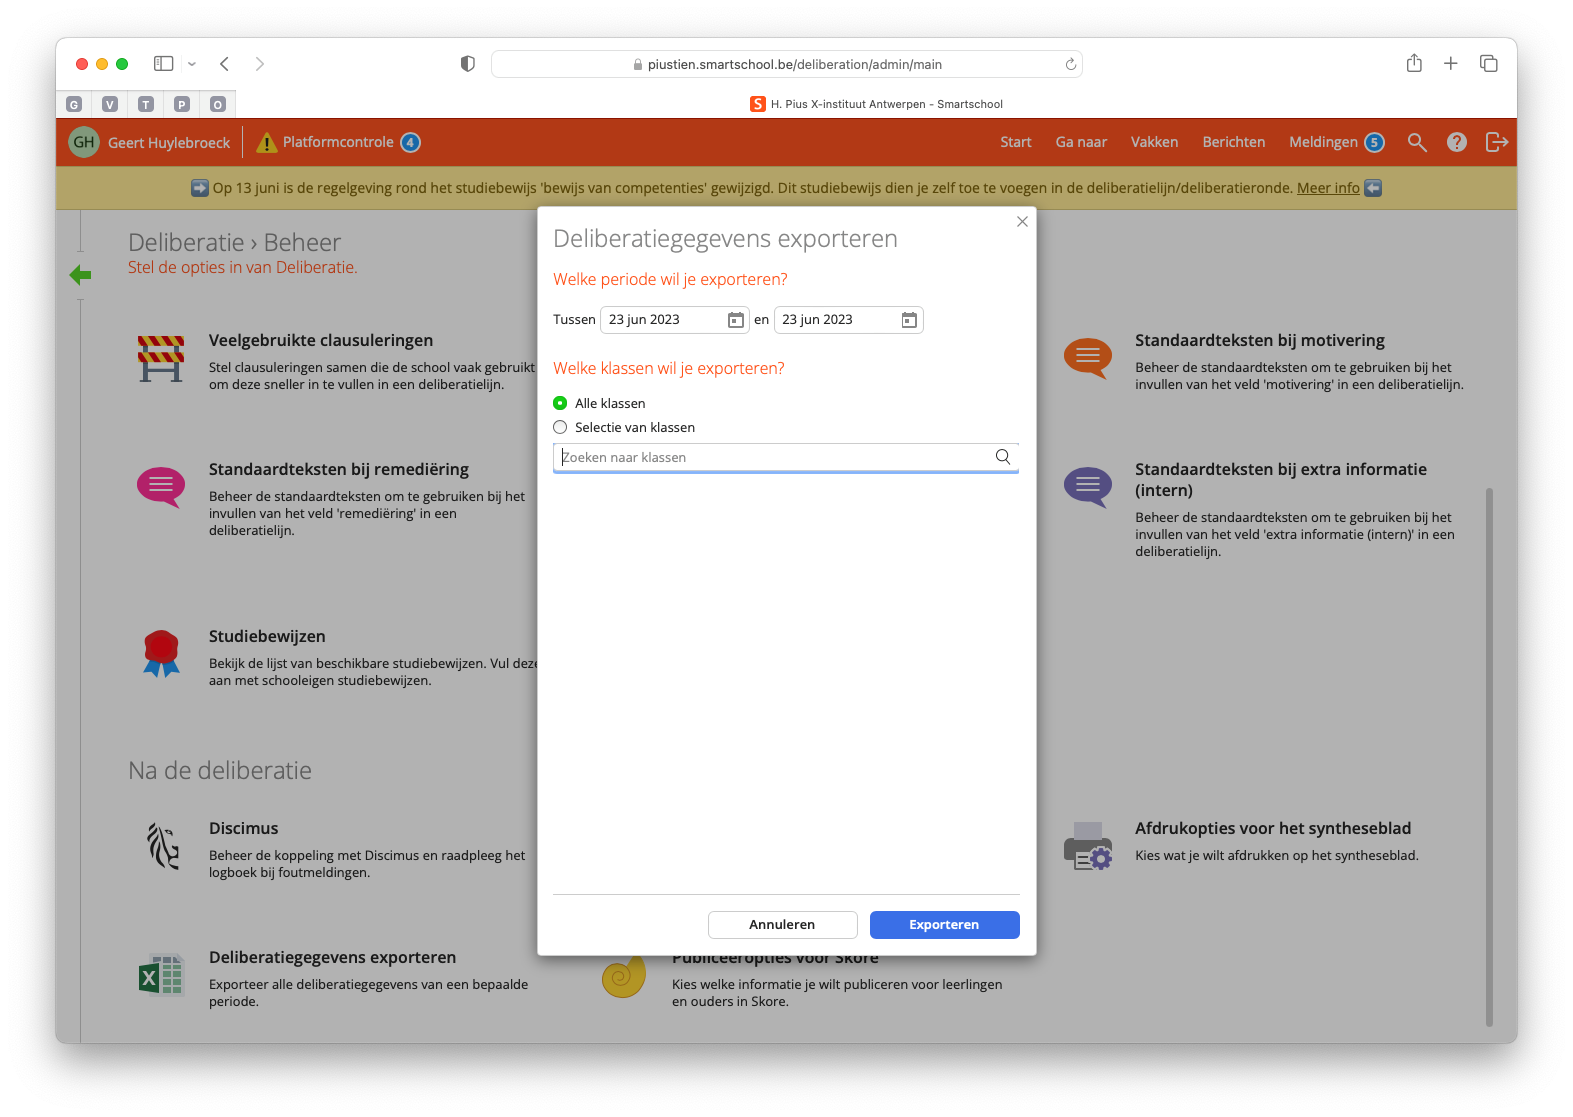 piustien.smartschool.be/deliberation/admin/main
G V T P O
S H. Pius X-instituut Antwerpen - Smartschool
GH Geert Huylebroeck Platformcontrole 4 Start Ga naar Vakken Berichten Meldingen 5
Op 13 juni is de regelgeving rond het studiebewijs 'bewijs van competenties' gewijzigd. Dit studiebewijs dien je zelf toe te voegen in de deliberatielijn/deliberatieronde. Meer info
Deliberatie › Beheer
Stel de opties in van Deliberatie.
Veelgebruikte clausuleringen
Stel clausuleringen samen die de school vaak gebruikt
om deze sneller in te vullen in een deliberatielijn.
Standaardteksten bij motivering
Beheer de standaardteksten om te gebruiken bij het
invullen van het veld 'motivering' in een deliberatielijn.
Standaardteksten bij remediëring
Beheer de standaardteksten om te gebruiken bij het
invullen van het veld 'remediëring' in een
deliberatielijn.
Standaardteksten bij extra informatie
(intern)
Beheer de standaardteksten om te gebruiken bij het
invullen van het veld 'extra informatie (intern)' in een
deliberatielijn.
Studiebewijzen
Bekijk de lijst van beschikbare studiebewijzen. Vul deze
aan met schooleigen studiebewijzen.
Na de deliberatie
Discimus
Beheer de koppeling met Discimus en raadpleeg het
logboek bij foutmeldingen.
Afdrukopties voor het syntheseblad
Kies wat je wilt afdrukken op het syntheseblad.
X
Deliberatiegegevens exporteren
Exporteer alle deliberatiegegevens van een bepaalde
periode.
Publiceeropties voor Skore
Kies welke informatie je wilt publiceren voor leerlingen
en ouders in Skore.
Deliberatiegegevens exporteren
Welke periode wil je exporteren?
Tussen 23 jun 2023 en 23 jun 2023
Welke klassen wil je exporteren?
Alle klassen
Selectie van klassen
Zoeken naar klassen
Annuleren Exporteren